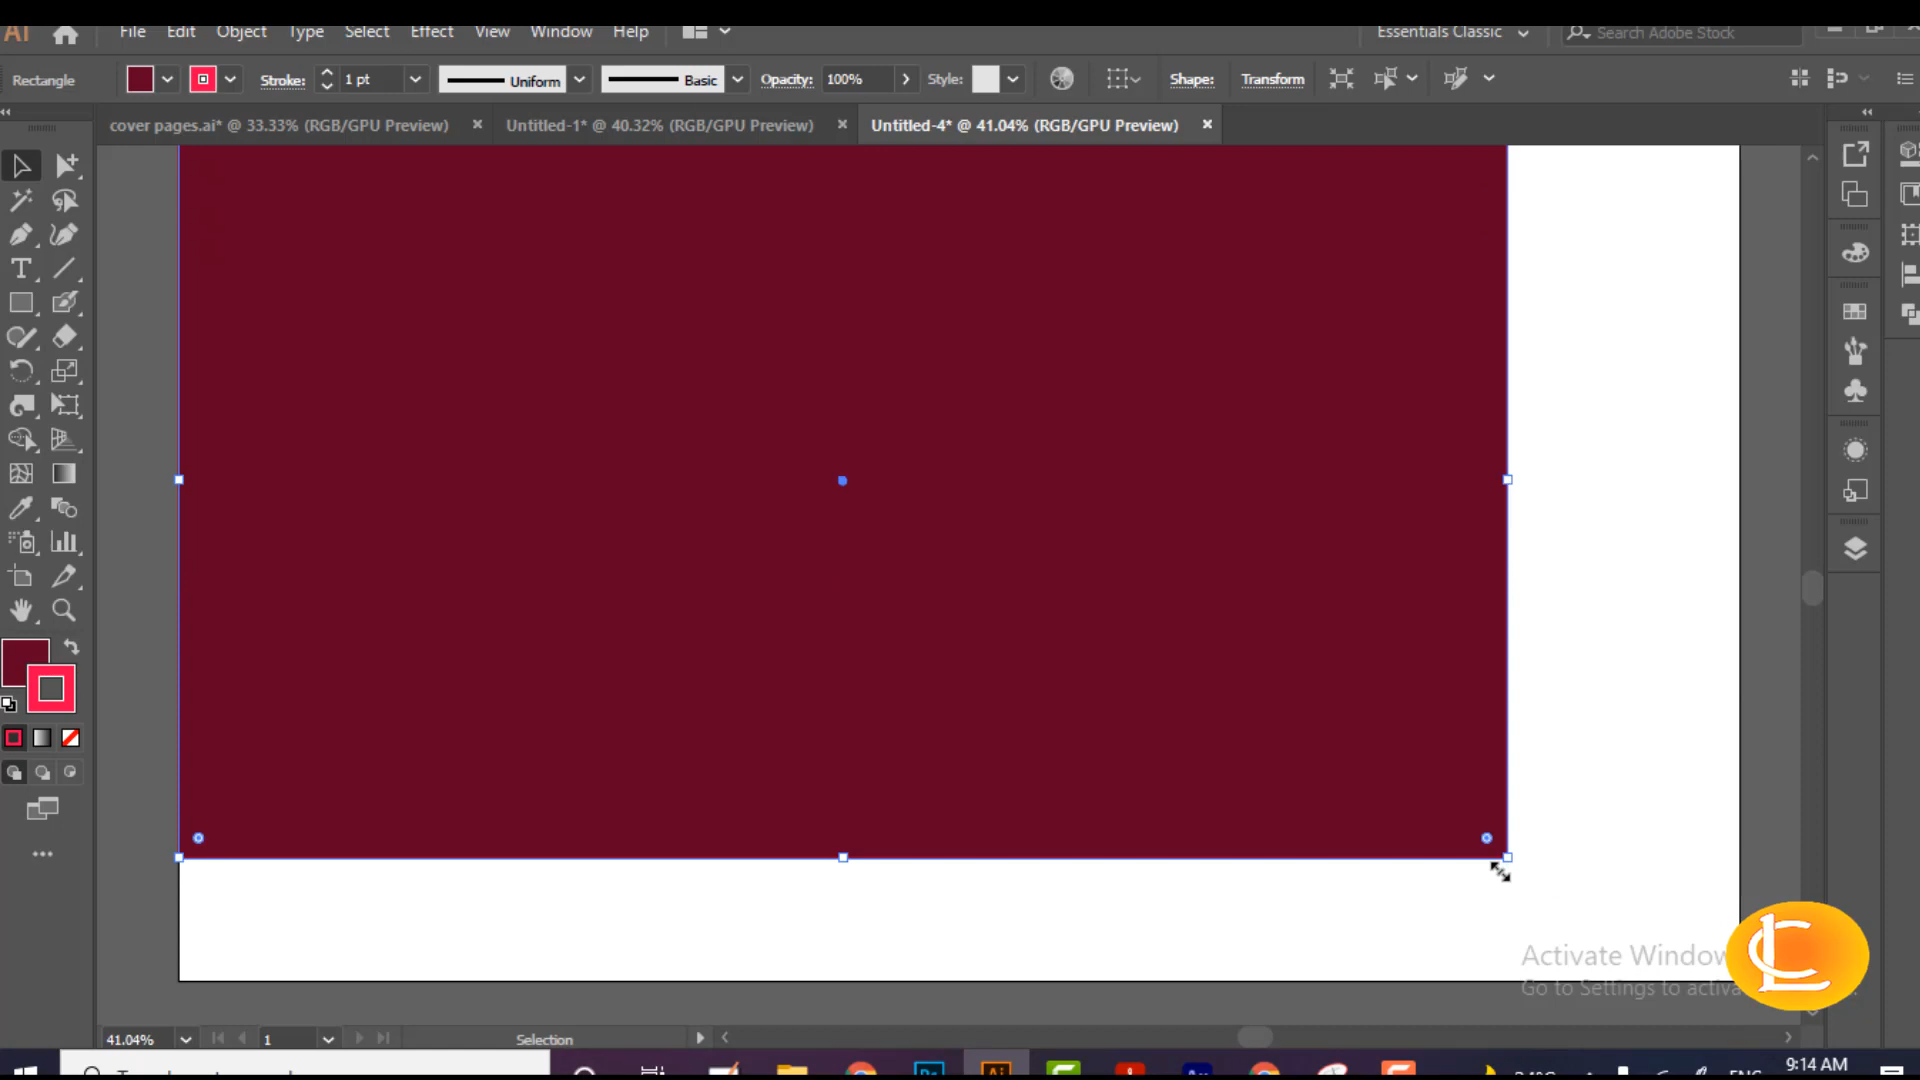 Ai File Edit Object Type Select Effect View Window Help Essentials Classic Search Adobe Stock
Rectangle Stroke: 1 pt Uniform Basic Opacity: 100% Style: Shape: Transform
cover pages.ai* @ 33.33% (RGB/GPU Preview) Untitled-1* @ 40.32% (RGB/GPU Preview) Untitled-4* @ 41.04% (RGB/GPU Preview)
Activate Window
Go to Settings to activa
LC
41.04% 1 Selection
9:14 AM